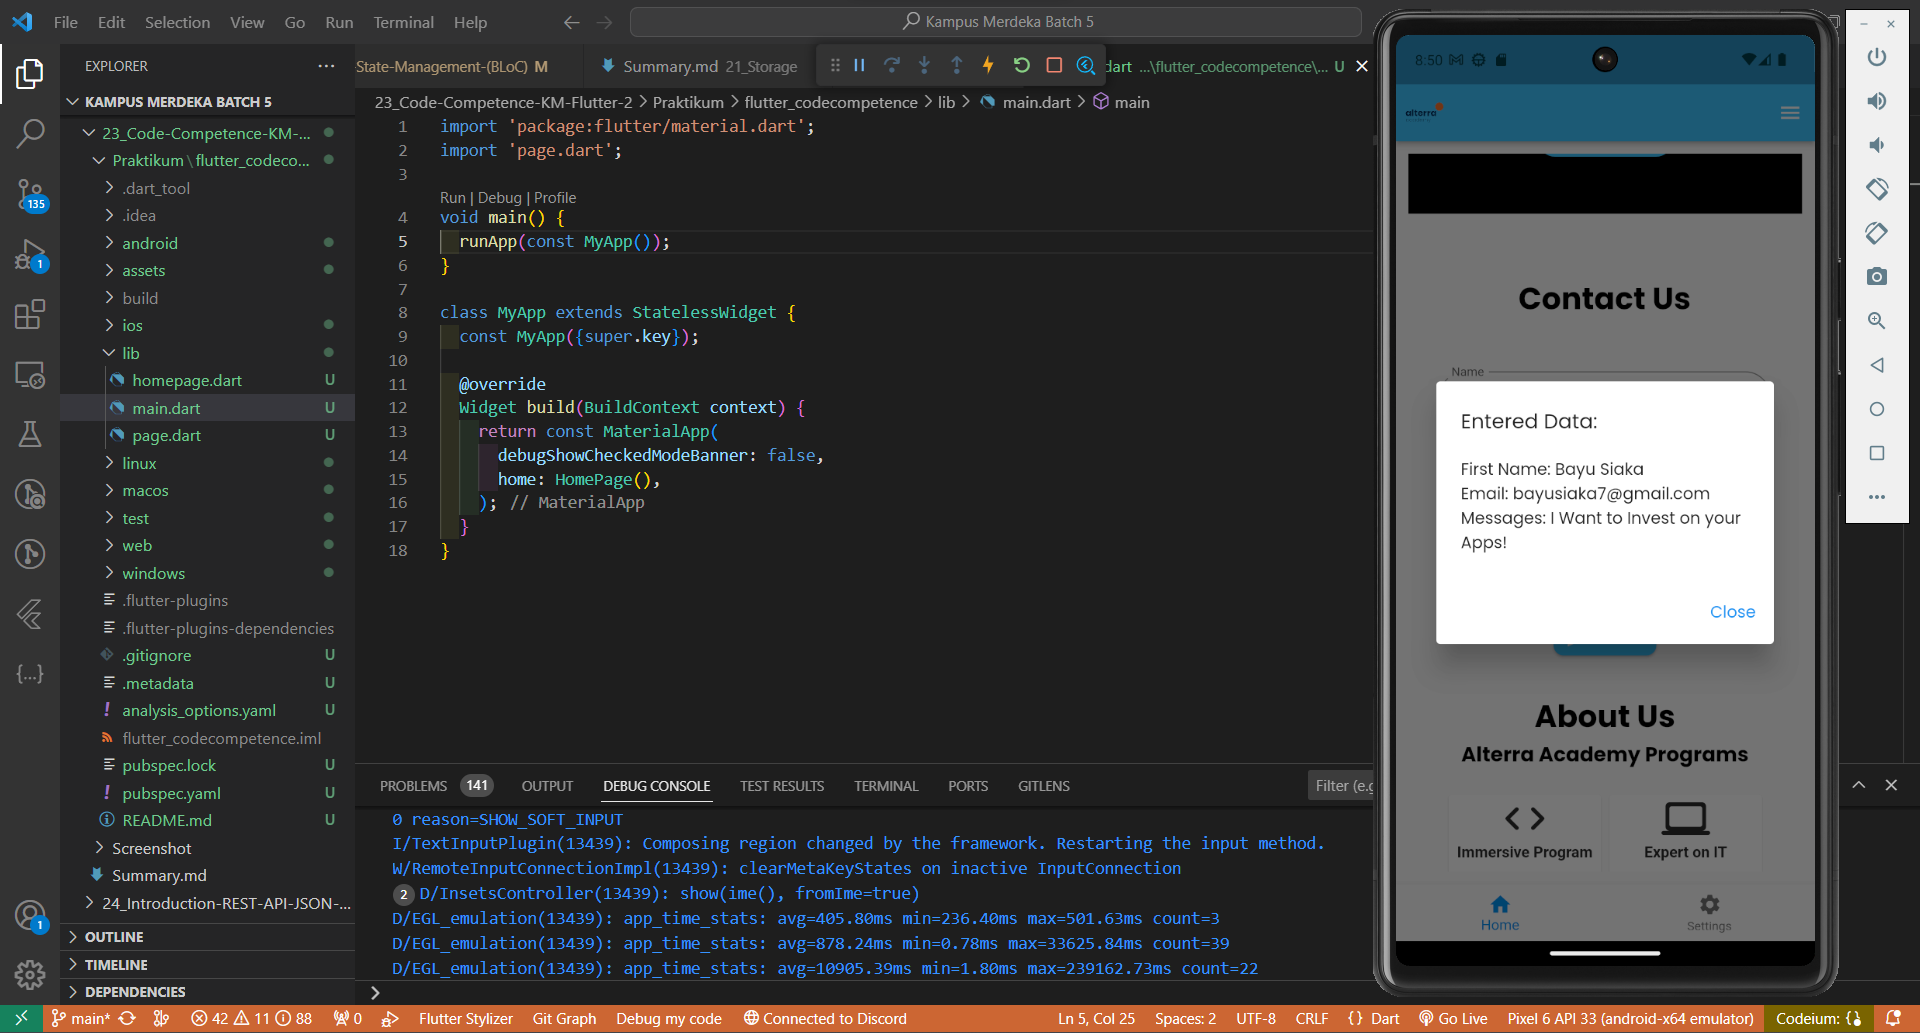 File Edit Selection View Go Run Terminal Help
Kampus Merdeka Batch 5
EXPLORER
State-Management-(BLoC) M
Summary.md 21_Storage
dart ...\flutter_codecompetence\... U
KAMPUS MERDEKA BATCH 5
23_Code-Competence-KM-...
Praktikum\flutter_codeco...
.dart_tool
.idea
android
assets
build
ios
lib
homepage.dart U
main.dart U
page.dart U
linux
macos
test
web
windows
.flutter-plugins
.flutter-plugins-dependencies
.gitignore U
.metadata U
analysis_options.yaml U
flutter_codecompetence.iml
pubspec.lock U
pubspec.yaml U
README.md U
Screenshot
Summary.md
24_Introduction-REST-API-JSON-...
OUTLINE
TIMELINE
DEPENDENCIES
135
1
1
23_Code-Competence-KM-Flutter-2 > Praktikum > flutter_codecompetence > lib > main.dart > main
1 import 'package:flutter/material.dart';
2 import 'page.dart';
3
Run | Debug | Profile
4 void main() {
5 runApp(const MyApp());
6 }
7
8 class MyApp extends StatelessWidget {
9 const MyApp({super.key});
10
11 @override
12 Widget build(BuildContext context) {
13 return const MaterialApp(
14 debugShowCheckedModeBanner: false,
15 home: HomePage(),
16 ); // MaterialApp
17 }
18 }
PROBLEMS 141 OUTPUT DEBUG CONSOLE TEST RESULTS TERMINAL PORTS GITLENS
Filter (e.g
0 reason=SHOW_SOFT_INPUT
I/TextInputPlugin(13439): Composing region changed by the framework. Restarting the input method.
W/RemoteInputConnectionImpl(13439): clearMetaKeyStates on inactive InputConnection
2 D/InsetsController(13439): show(ime(), fromIme=true)
D/EGL_emulation(13439): app_time_stats: avg=405.80ms min=236.40ms max=501.63ms count=3
D/EGL_emulation(13439): app_time_stats: avg=878.24ms min=0.78ms max=33625.84ms count=39
D/EGL_emulation(13439): app_time_stats: avg=10905.39ms min=1.80ms max=239162.73ms count=22
8:50
alterra
Contact Us
Name
Entered Data:
First Name: Bayu Siaka
Email: bayusiaka7@gmail.com
Messages: I Want to Invest on your
Apps!
Close
About Us
Alterra Academy Programs
Immersive Program
Expert on IT
Home
Settings
main* 42 11 88 0 Flutter Stylizer Git Graph Debug my code Connected to Discord Ln 5, Col 25 Spaces: 2 UTF-8 CRLF {} Dart Go Live Pixel 6 API 33 (android-x64 emulator) Codeium: {}